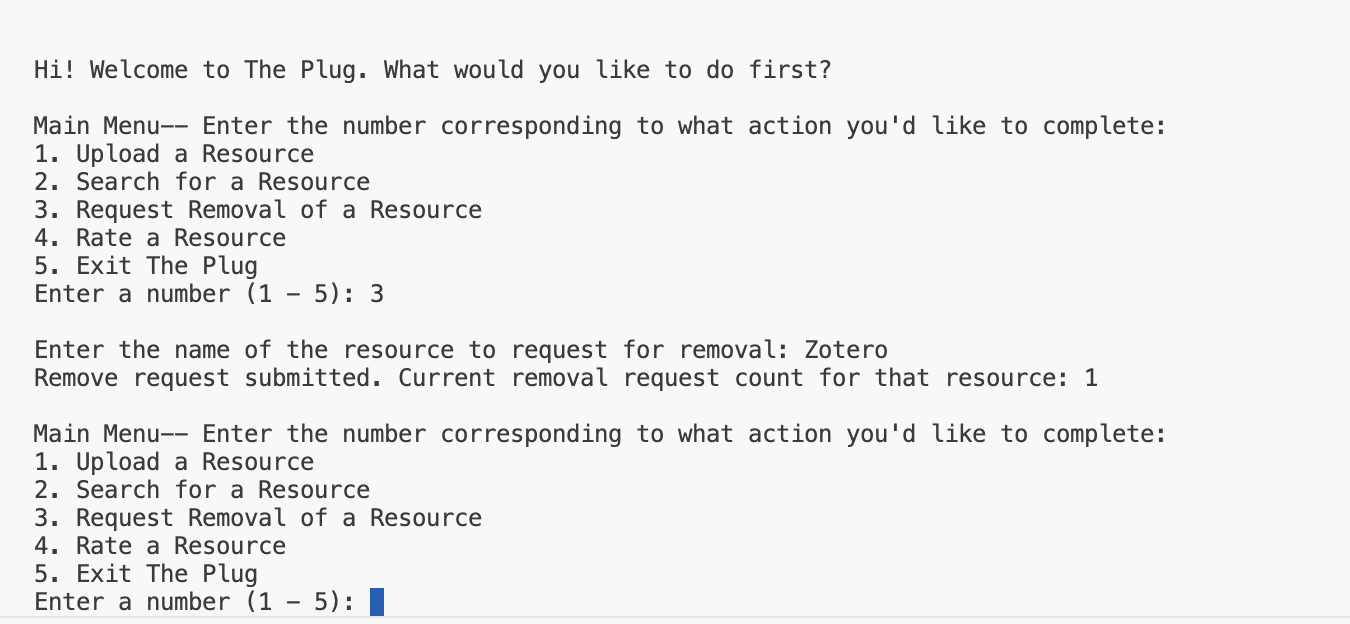 Hi! Welcome to The Plug. What would you like to do first?
Main Menu–– Enter the number corresponding to what action you'd like to complete:
1. Upload a Resource
2. Search for a Resource
3. Request Removal of a Resource
4. Rate a Resource
5. Exit The Plug
Enter a number (1 – 5): 3
Enter the name of the resource to request for removal: Zotero
Remove request submitted. Current removal request count for that resource: 1
Main Menu–– Enter the number corresponding to what action you'd like to complete:
1. Upload a Resource
2. Search for a Resource
3. Request Removal of a Resource
4. Rate a Resource
5. Exit The Plug
Enter a number (1 – 5):